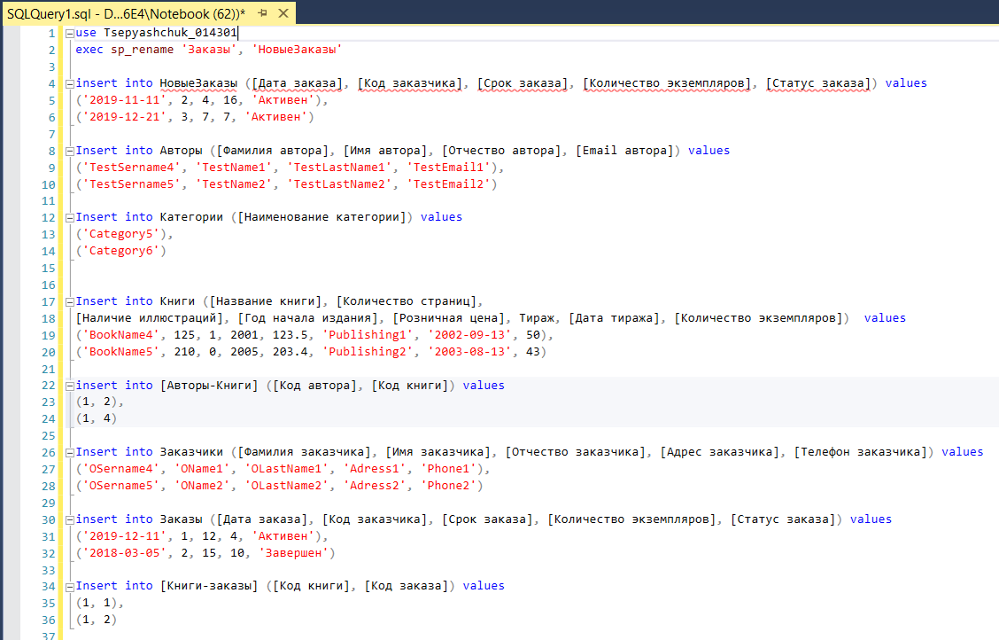 SQLQuery1.sql - D...6E4\Notebook (62))*
1 use Tsepyashchuk_014301
2 exec sp_rename 'Заказы', 'НовыеЗаказы'
3
4 insert into НовыеЗаказы ([Дата заказа], [Код заказчика], [Срок заказа], [Количество экземпляров], [Статус заказа]) values
5 ('2019-11-11', 2, 4, 16, 'Активен'),
6 ('2019-12-21', 3, 7, 7, 'Активен')
7
8 Insert into Авторы ([Фамилия автора], [Имя автора], [Отчество автора], [Email автора]) values
9 ('TestSername4', 'TestName1', 'TestLastName1', 'TestEmail1'),
10 ('TestSername5', 'TestName2', 'TestLastName2', 'TestEmail2')
11
12 Insert into Категории ([Наименование категории]) values
13 ('Category5'),
14 ('Category6')
15
16
17 Insert into Книги ([Название книги], [Количество страниц],
18 [Наличие иллюстраций], [Год начала издания], [Розничная цена], Тираж, [Дата тиража], [Количество экземпляров])  values
19 ('BookName4', 125, 1, 2001, 123.5, 'Publishing1', '2002-09-13', 50),
20 ('BookName5', 210, 0, 2005, 203.4, 'Publishing2', '2003-08-13', 43)
21
22 insert into [Авторы-Книги] ([Код автора], [Код книги]) values
23 (1, 2),
24 (1, 4)
25
26 Insert into Заказчики ([Фамилия заказчика], [Имя заказчика], [Отчество заказчика], [Адрес заказчика], [Телефон заказчика]) values
27 ('OSername4', 'OName1', 'OLastName1', 'Adress1', 'Phone1'),
28 ('OSername5', 'OName2', 'OLastName2', 'Adress2', 'Phone2')
29
30 insert into Заказы ([Дата заказа], [Код заказчика], [Срок заказа], [Количество экземпляров], [Статус заказа]) values
31 ('2019-12-11', 1, 12, 4, 'Активен'),
32 ('2018-03-05', 2, 15, 10, 'Завершен')
33
34 Insert into [Книги-заказы] ([Код книги], [Код заказа]) values
35 (1, 1),
36 (1, 2)
37